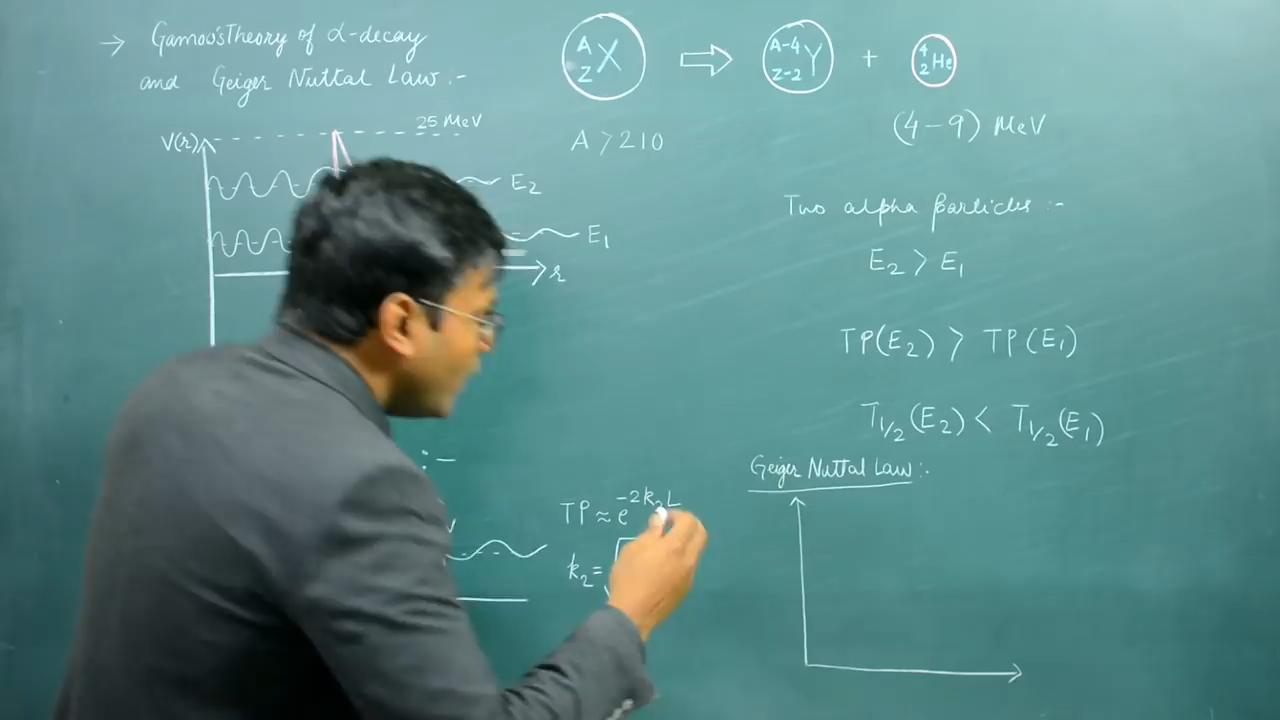 → Gamow'sTheory of α-decay
and Geiger Nuttal Law :-
A
Z X ⇒ A-4
Z-2 Y + 4
2 He
A > 210
(4-9) MeV
25 MeV
V(r)
E2
E1
r
Two alpha particles :-
E2 > E1
TP(E2) > TP(E1)
T1/2(E2) < T1/2(E1)
Geiger Nuttal Law :-
:-
V
TP ≈ e^-2k2L
k2 = √